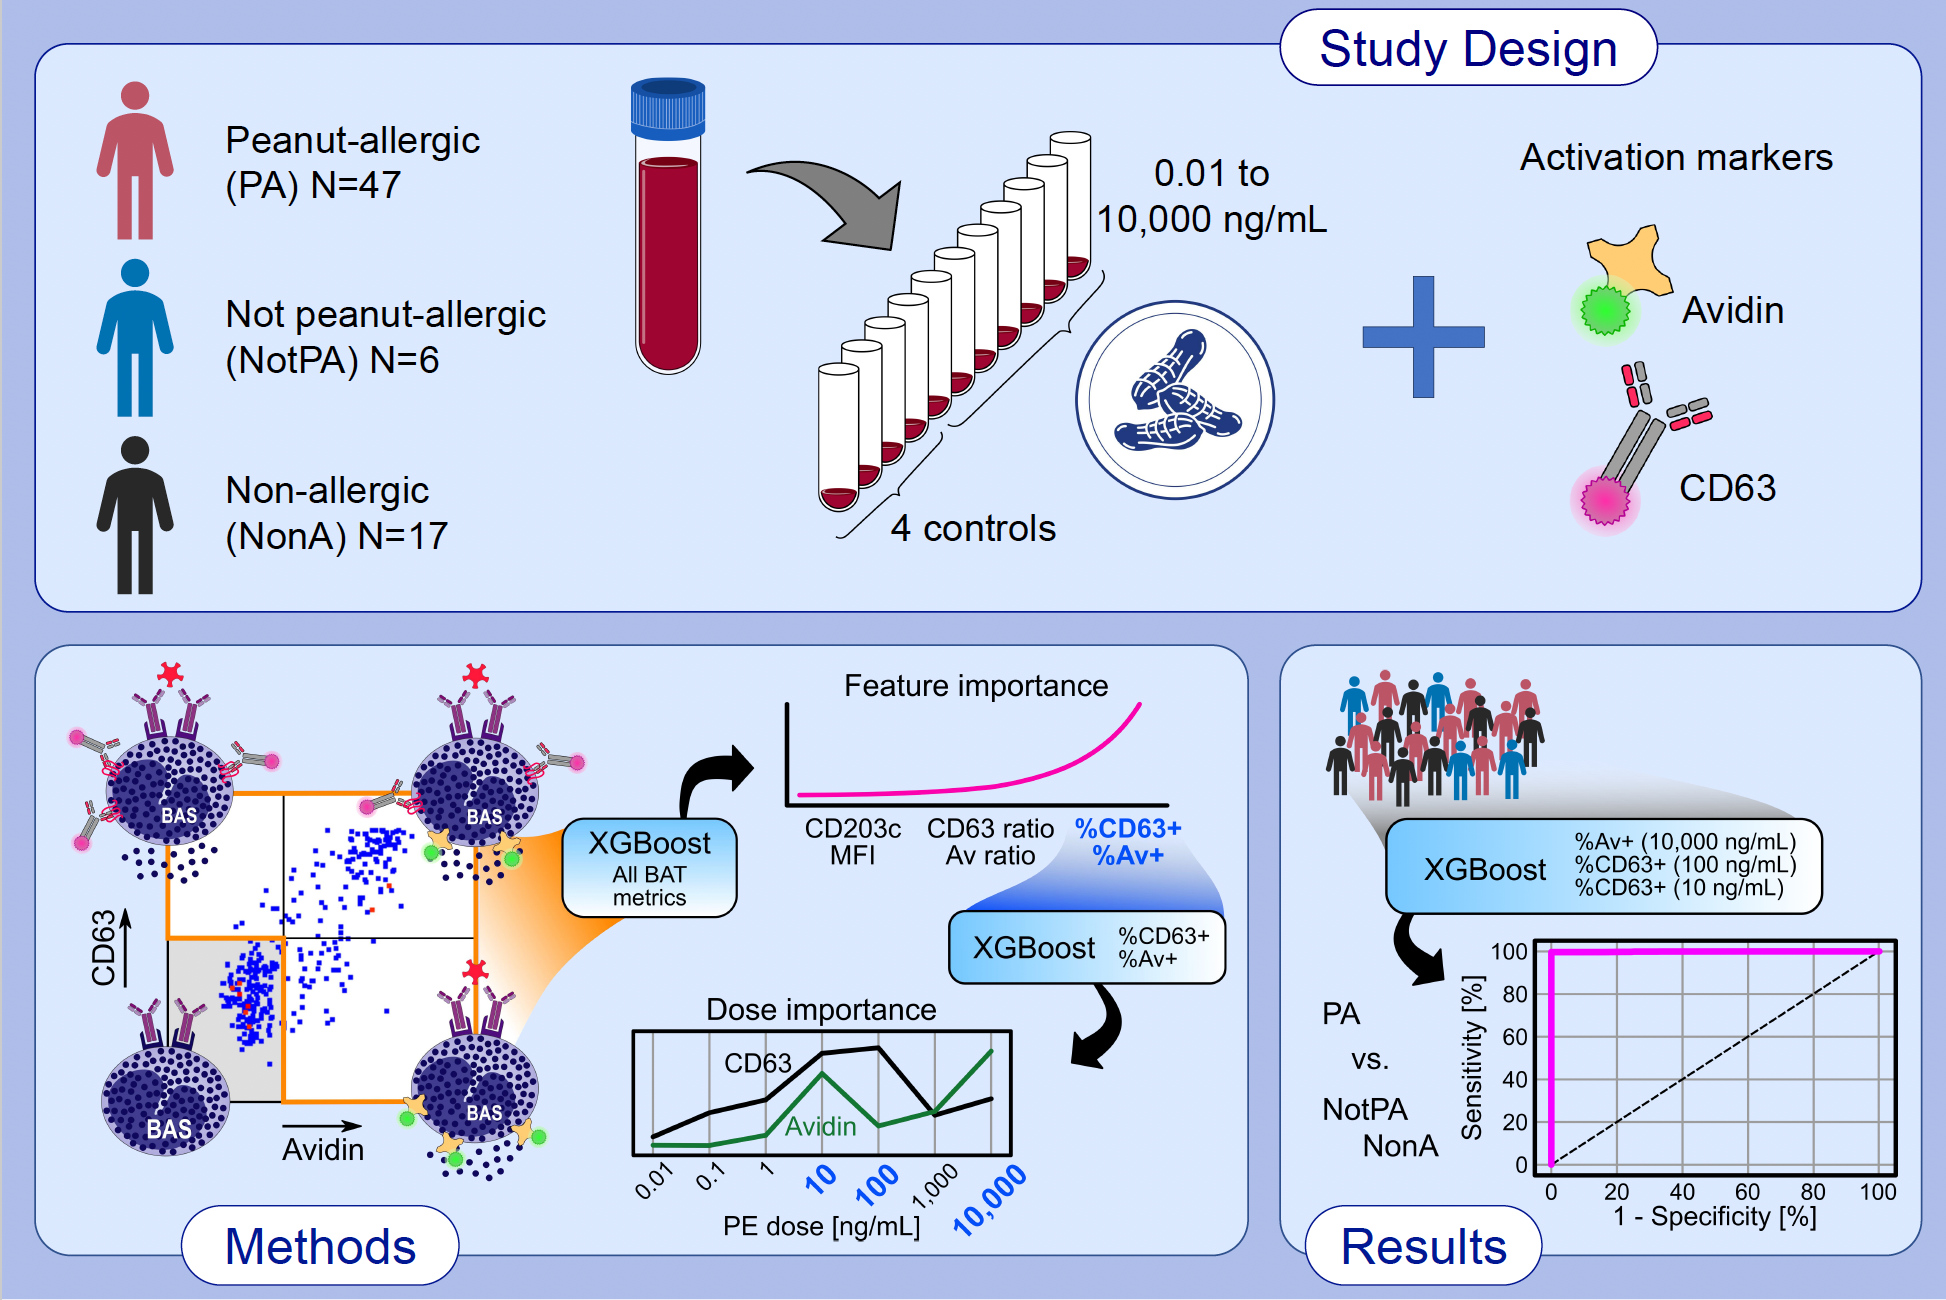 Study Design
Peanut-allergic
(PA) N=47
Not peanut-allergic
(NotPA) N=6
Non-allergic
(NonA) N=17
0.01 to
10,000 ng/mL
4 controls
Activation markers
Avidin
CD63
BAS
BAS
BAS
BAS
CD63
Avidin
XGBoost
All BAT
metrics
Feature importance
CD203c
MFI
CD63 ratio
Av ratio
%CD63+
%Av+
XGBoost
%CD63+
%Av+
Dose importance
CD63
Avidin
0.01
0.1
1
10
100
1,000
10,000
PE dose [ng/mL]
Methods
XGBoost
%Av+ (10,000 ng/mL)
%CD63+ (100 ng/mL)
%CD63+ (10 ng/mL)
PA
vs.
NotPA
NonA
Sensitivity [%]
100
80
60
40
20
0
0
20
40
60
80
100
1 - Specificity [%]
Results